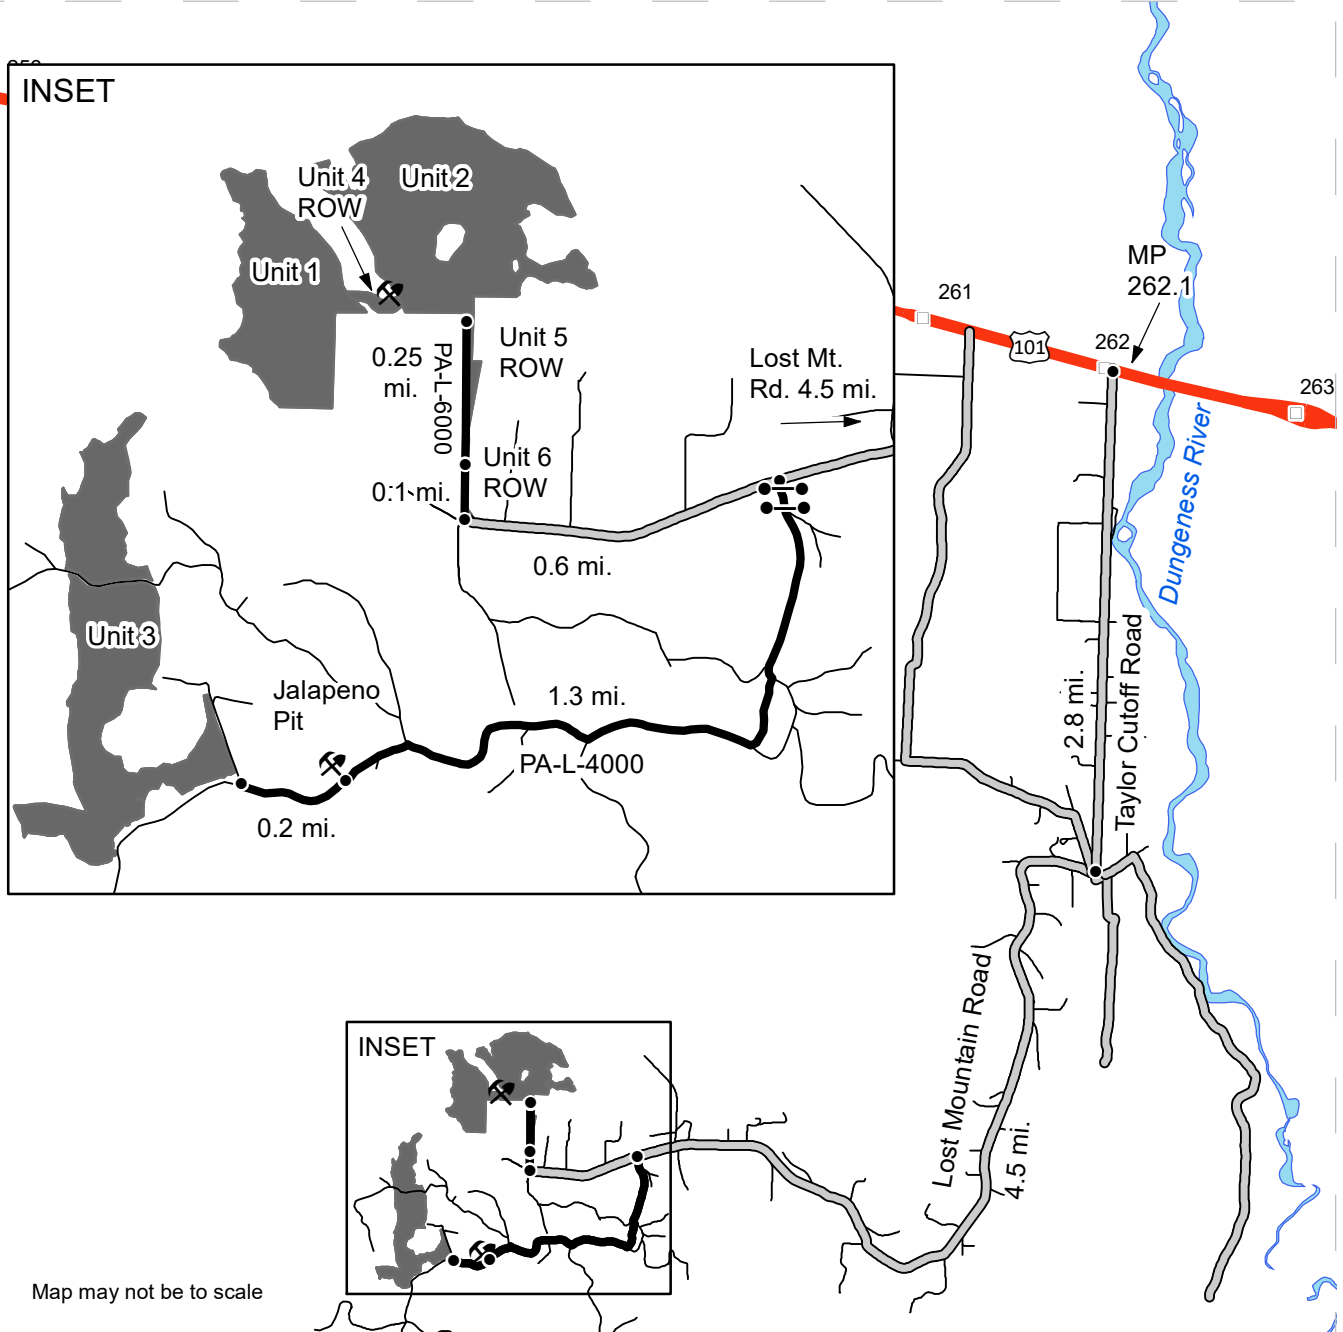 INSET
Unit 4
ROW
Unit 2
Unit 1
0.25
mi.
PA-L-6000
Unit 5
ROW
Lost Mt.
Rd. 4.5 mi.
Unit 6
ROW
0.1 mi.
0.6 mi.
Unit 3
Jalapeno
Pit
1.3 mi.
PA-L-4000
0.2 mi.
261
101
262
263
MP
262.1
Dungeness River
2.8 mi.
Taylor Cutoff Road
Lost Mountain Road
4.5 mi.
INSET
Map may not be to scale